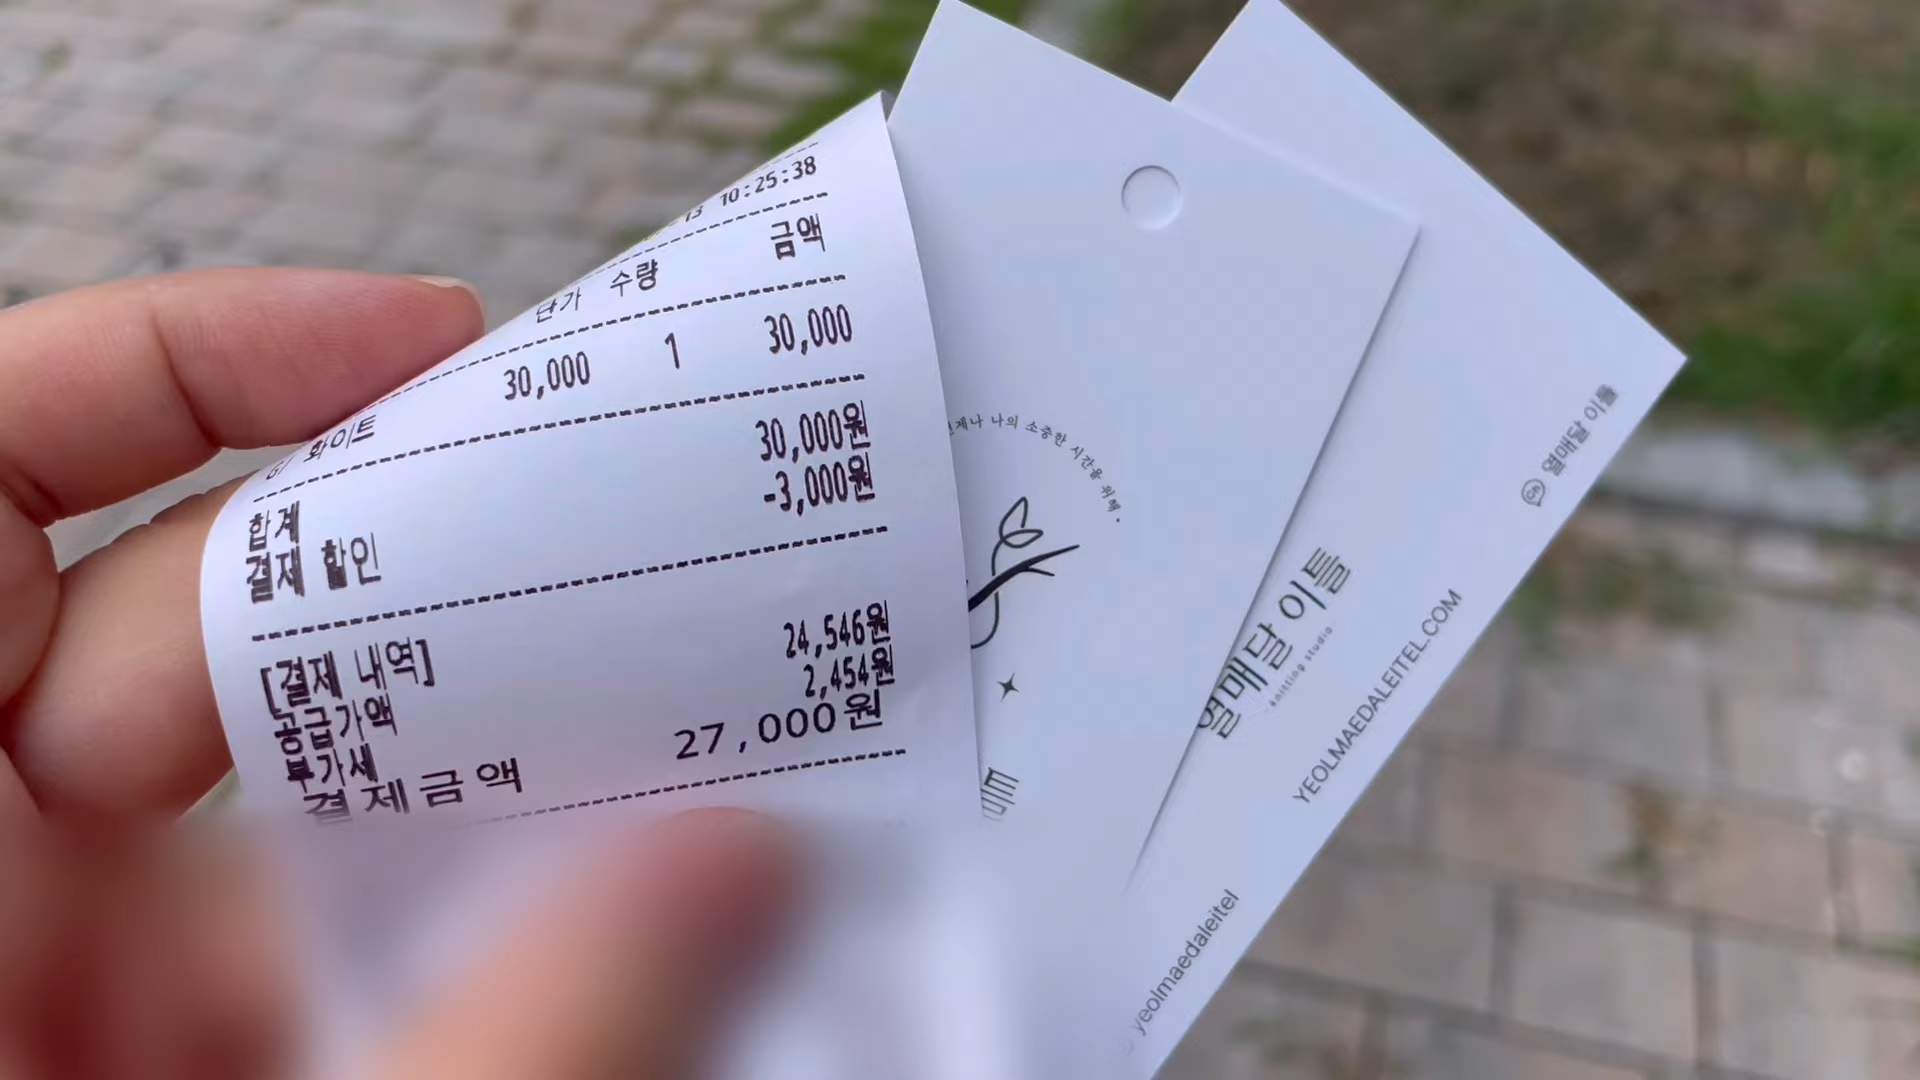 13 10:25:38
단가 수량 금액
화이트 30,000 1 30,000
합계 30,000원
결제 할인 -3,000원
[결제 내역]
공급가액 24,546원
부가세 2,454원
결제금액 27,000원
나의 소중한 시간을 위해.
이틀
열매달 이틀
열매달 이틀
knitting studio
YEOLMAEDALEITEL.COM
yeolmaedaleitel